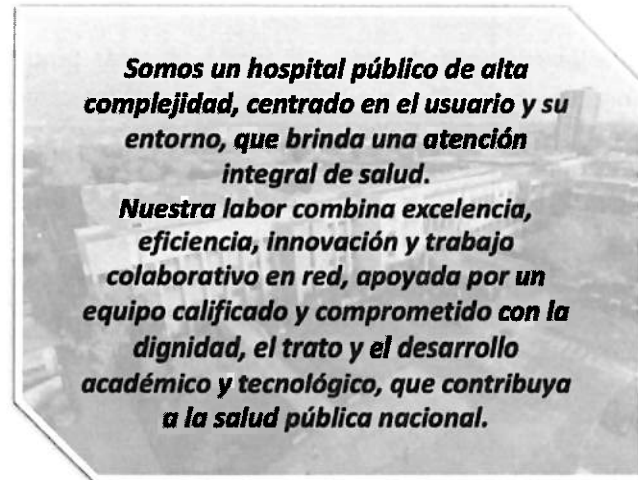 Somos un hospital público de alta
complejidad, centrado en el usuario y su
entorno, que brinda una atención
integral de salud.
Nuestra labor combina excelencia,
eficiencia, innovación y trabajo
colaborativo en red, apoyada por un
equipo calificado y comprometido con la
dignidad, el trato y el desarrollo
académico y tecnológico, que contribuya
a la salud pública nacional.